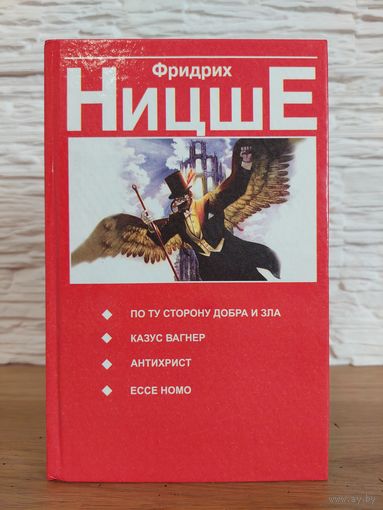 Фридрих
НИЦШЕ
ПО ТУ СТОРОНУ ДОБРА И ЗЛА
КАЗУС ВАГНЕР
АНТИХРИСТ
ECCE HOMO
www.ay.by